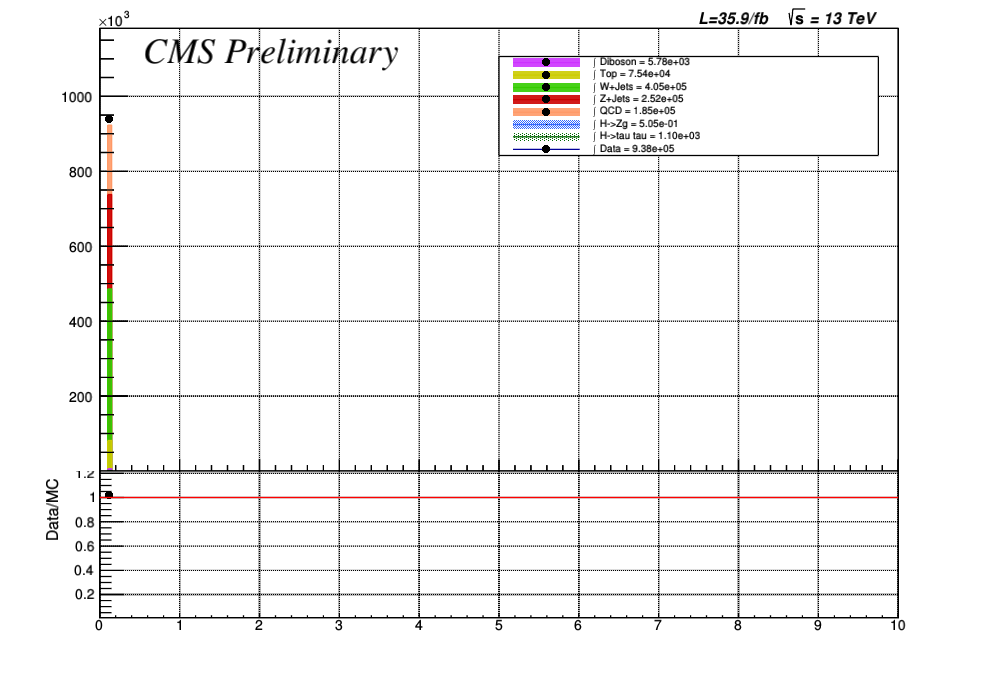 ×10³
L=35.9/fb √s = 13 TeV
CMS Preliminary
∫ Diboson = 5.78e+03
∫ Top = 7.54e+04
∫ W+Jets = 4.05e+05
∫ Z+Jets = 2.52e+05
∫ QCD = 1.85e+05
∫ H->Zg = 5.05e-01
∫ H->tau tau = 1.10e+03
∫ Data = 9.38e+05
1000
800
600
400
200
1.2
1
0.8
0.6
0.4
0.2
Data/MC
0 1 2 3 4 5 6 7 8 9 10